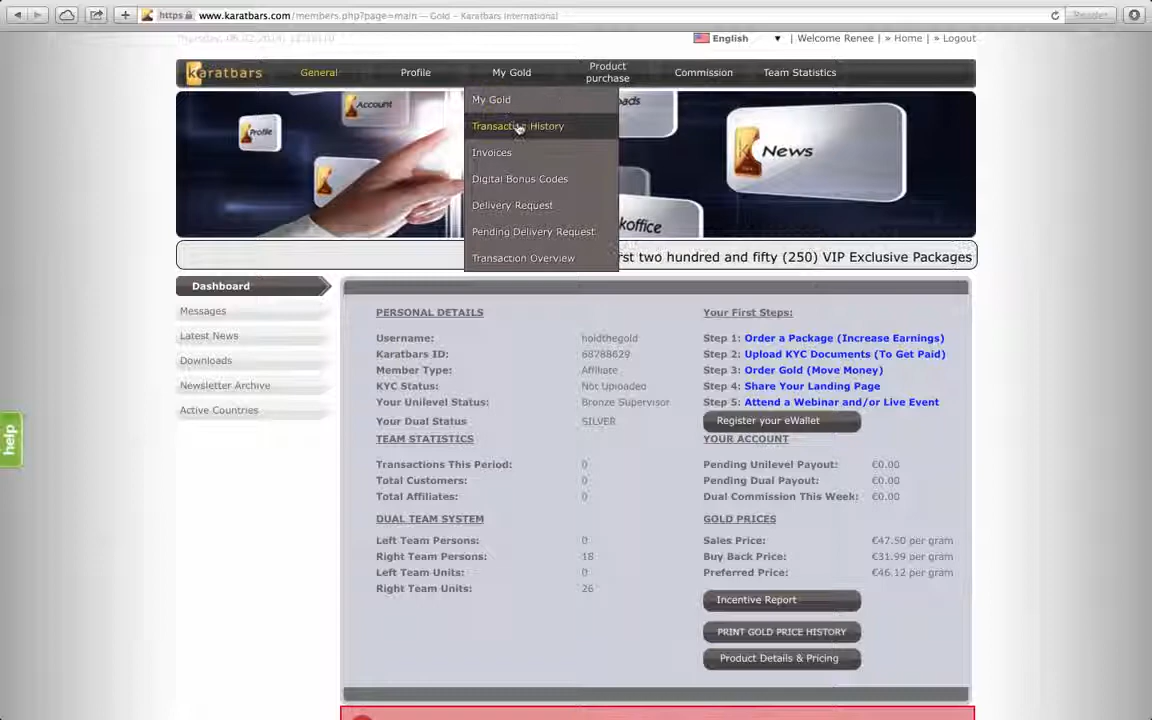 https www.karatbars.com/members.php?page=main — Gold – Karatbars International
Reader
Thursday, 06.02.2014|
English | Welcome Renee | » Home | » Logout
karatbars General Profile My Gold Product purchase Commission Team Statistics
Account
Profile
News
My Gold
Transaction History
Invoices
Digital Bonus Codes
Delivery Request
Pending Delivery Request
Transaction Overview
oads
koffice
rst two hundred and fifty (250) VIP Exclusive Packages
Dashboard
Messages
Latest News
Downloads
Newsletter Archive
Active Countries
help
PERSONAL DETAILS
Username: holdthegold
Karatbars ID: 68788629
Member Type: Affiliate
KYC Status: Not Uploaded
Your Unilevel Status: Bronze Supervisor
Your Dual Status SILVER
TEAM STATISTICS
Transactions This Period: 0
Total Customers: 0
Total Affiliates: 0
DUAL TEAM SYSTEM
Left Team Persons: 0
Right Team Persons: 18
Left Team Units: 0
Right Team Units: 26
Your First Steps:
Step 1: Order a Package (Increase Earnings)
Step 2: Upload KYC Documents (To Get Paid)
Step 3: Order Gold (Move Money)
Step 4: Share Your Landing Page
Step 5: Attend a Webinar and/or Live Event
Register your eWallet
YOUR ACCOUNT
Pending Unilevel Payout: €0.00
Pending Dual Payout: €0.00
Dual Commission This Week: €0.00
GOLD PRICES
Sales Price: €47.50 per gram
Buy Back Price: €31.99 per gram
Preferred Price: €46.12 per gram
Incentive Report
PRINT GOLD PRICE HISTORY
Product Details & Pricing